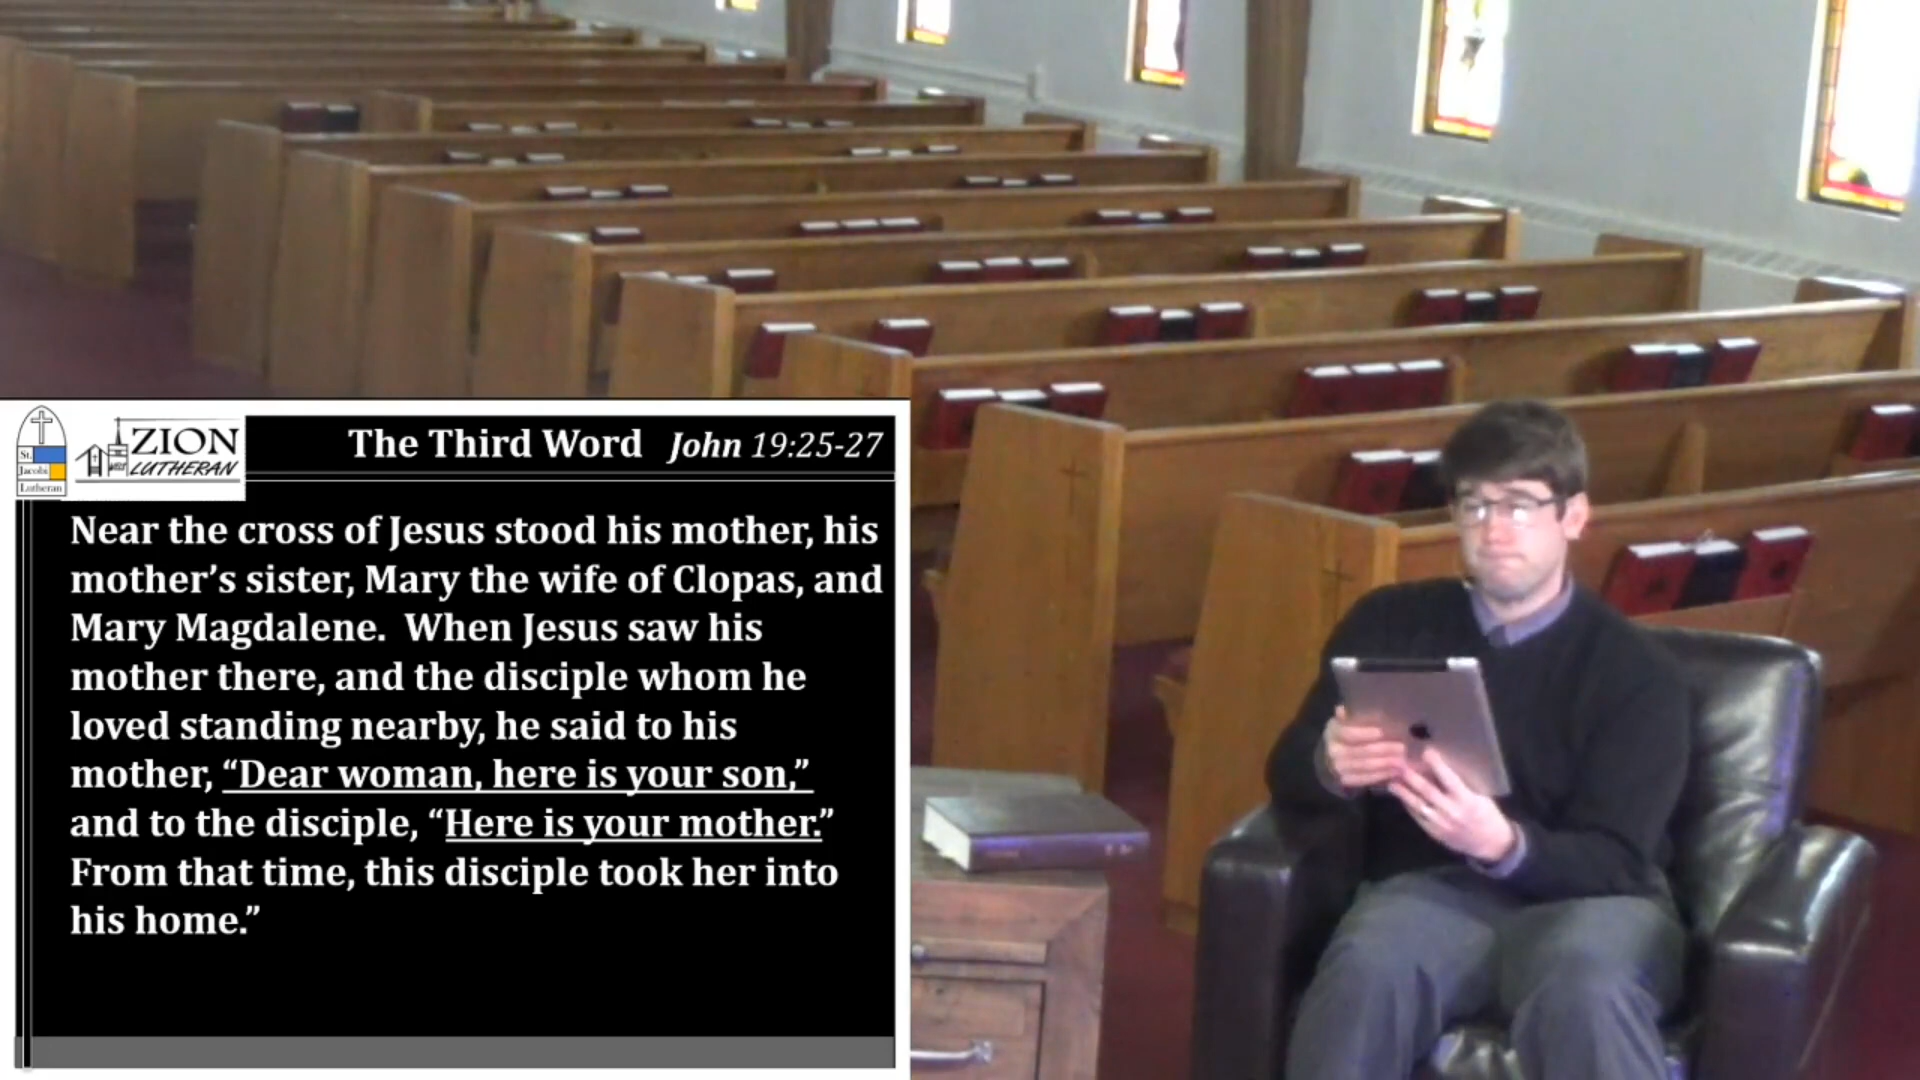 St.
Jacobi
Lutheran
ZION
LUTHERAN
The Third Word John 19:25-27
Near the cross of Jesus stood his mother, his
mother’s sister, Mary the wife of Clopas, and
Mary Magdalene.  When Jesus saw his
mother there, and the disciple whom he
loved standing nearby, he said to his
mother, “Dear woman, here is your son,”
and to the disciple, “Here is your mother.”
From that time, this disciple took her into
his home.”